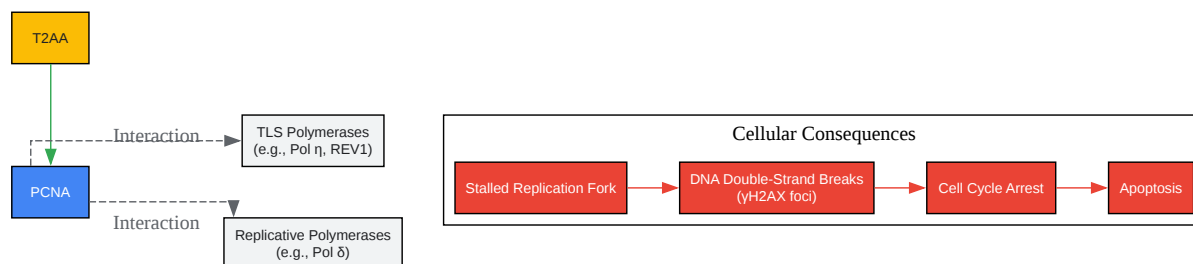 T2AA
Interaction
TLS Polymerases
(e.g., Pol η, REV1)
PCNA
Interaction
Replicative Polymerases
(e.g., Pol δ)
Cellular Consequences
Stalled Replication Fork
DNA Double-Strand Breaks
(γH2AX foci)
Cell Cycle Arrest
Apoptosis